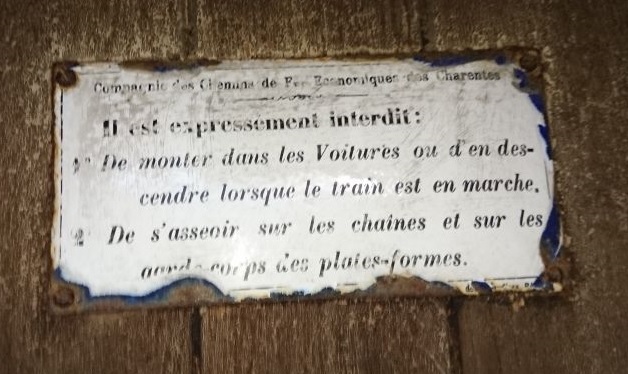 Compagnie des Chemins de Fer Economiques des Charentes
Il est expressément interdit:
1° De monter dans les Voitures ou d'en des-
cendre lorsque le train est en marche.
2° De s'asseoir sur les chaînes et sur les
garde-corps des plates-formes.